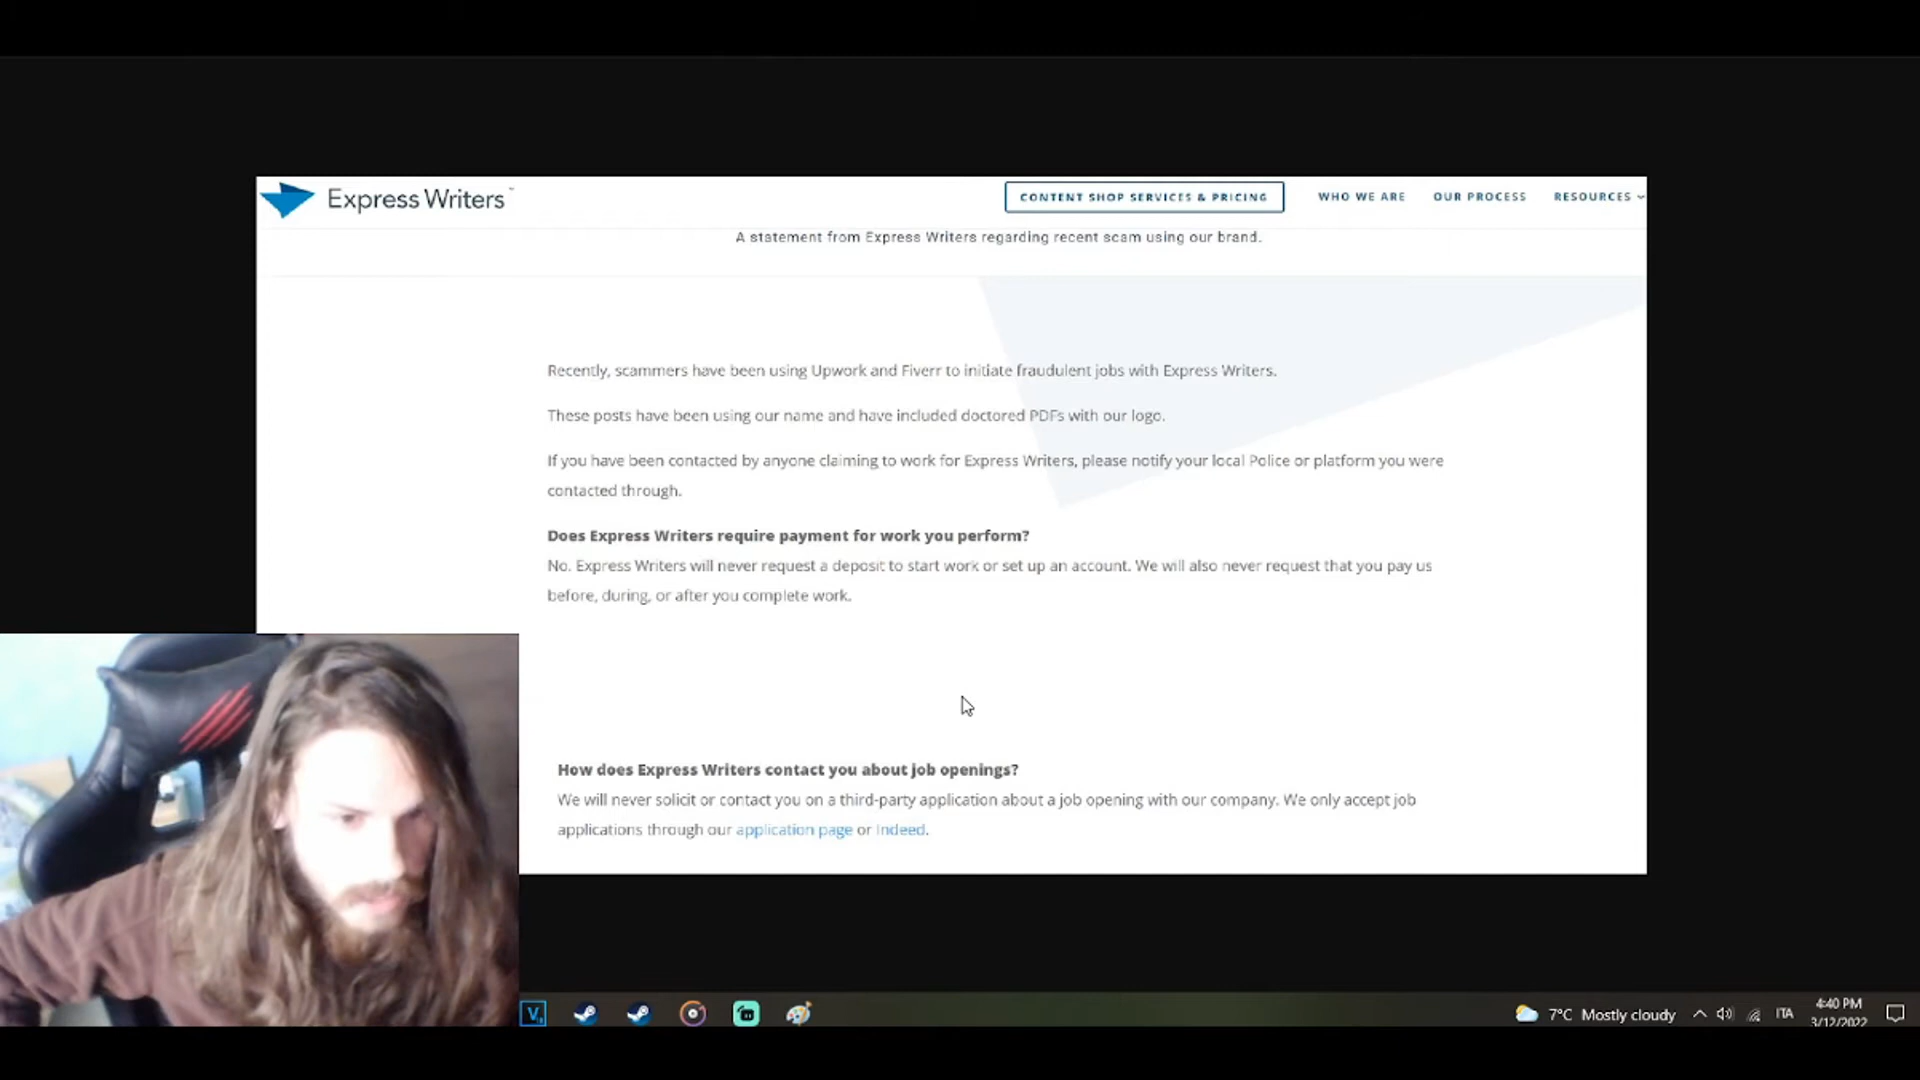 Express Writers
CONTENT SHOP SERVICES & PRICING
WHO WE ARE
OUR PROCESS
RESOURCES
A statement from Express Writers regarding recent scam using our brand.
Recently, scammers have been using Upwork and Fiverr to initiate fraudulent jobs with Express Writers.
These posts have been using our name and have included doctored PDFs with our logo.
If you have been contacted by anyone claiming to work for Express Writers, please notify your local Police or platform you were
contacted through.
Does Express Writers require payment for work you perform?
No. Express Writers will never request a deposit to start work or set up an account. We will also never request that you pay us
before, during, or after you complete work.
How does Express Writers contact you about job openings?
We will never solicit or contact you on a third-party application about a job opening with our company. We only accept job
applications through our application page or Indeed.
V
7°C Mostly cloudy
ITA
4:40 PM
3/12/2022